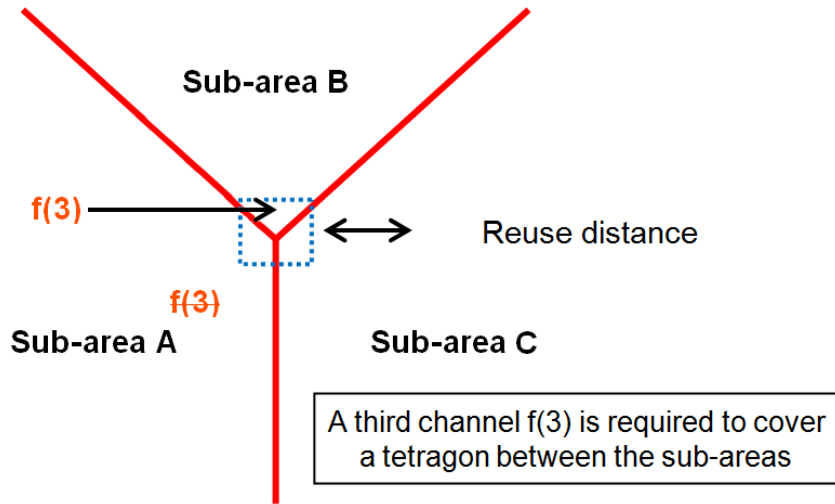 Sub-area B
f(3)
Reuse distance
f(3)
Sub-area A
Sub-area C
A third channel f(3) is required to cover
a tetragon between the sub-areas